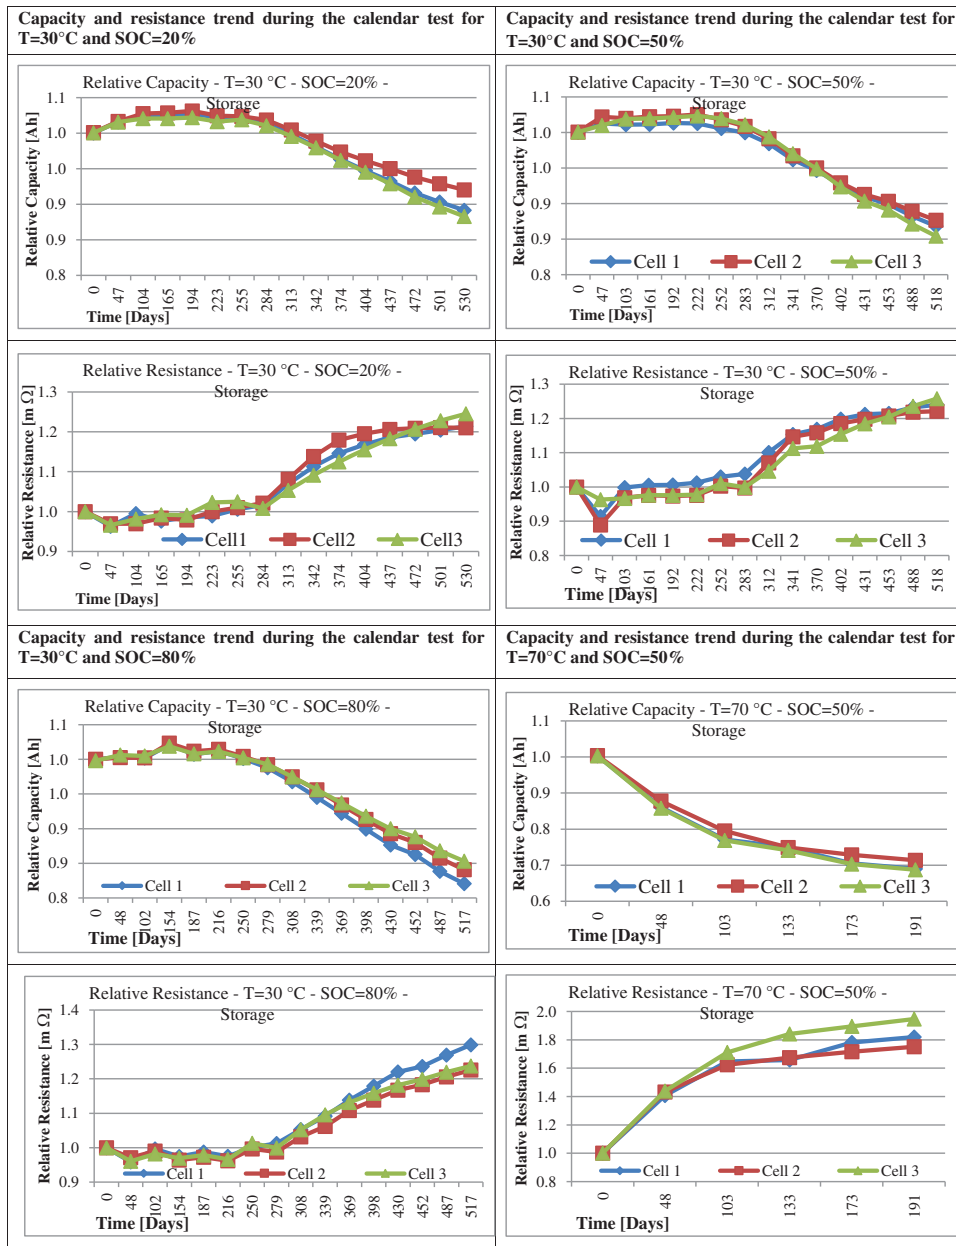 Capacity and resistance trend during the calendar test for
T=30°C and SOC=20%
Relative Capacity - T=30 °C - SOC=20% -
Storage
Relative Capacity [Ah]
1.1
1.0
1.0
0.9
0.9
0.8
0 47 104 165 194 223 255 284 313 342 374 404 437 472 501 530
Time [Days]
Capacity and resistance trend during the calendar test for
T=30°C and SOC=50%
Relative Capacity - T=30 °C - SOC=50% -
Storage
Relative Capacity [Ah]
1.1
1.0
1.0
0.9
0.9
0.8
Cell 1 Cell 2 Cell 3
0 47 103 161 192 222 252 283 312 341 370 402 431 453 488 518
Time [Days]
Relative Resistance - T=30 °C - SOC=20% -
Storage
Relative Resistance [m Ω]
1.3
1.2
1.1
1.0
0.9
Cell1 Cell2 Cell3
0 47 104 165 194 223 255 284 313 342 374 404 437 472 501 530
Time [Days]
Relative Resistance - T=30 °C - SOC=50% -
Storage
Relative Resistance [m Ω]
1.3
1.2
1.1
1.0
0.9
0.8
Cell 1 Cell 2 Cell 3
0 47 103 161 192 222 252 283 312 341 370 402 431 453 488 518
Time [Days]
Capacity and resistance trend during the calendar test for
T=30°C and SOC=80%
Relative Capacity - T=30 °C - SOC=80% -
Storage
Relative Capacity [Ah]
1.1
1.0
1.0
0.9
0.9
0.8
Cell 1 Cell 2 Cell 3
0 48 102 154 187 216 250 279 308 339 369 398 430 452 487 517
Time [Days]
Capacity and resistance trend during the calendar test for
T=70°C and SOC=50%
Relative Capacity - T=70 °C - SOC=50% -
Storage
Relative Capacity [Ah]
1.1
1.0
0.9
0.8
0.7
0.6
Cell 1 Cell 2 Cell 3
0 48 103 133 173 191
Time [Days]
Relative Resistance - T=30 °C - SOC=80% -
Storage
Relative Resistance [m Ω]
1.4
1.3
1.2
1.1
1.0
0.9
Cell 1 Cell 2 Cell 3
0 48 102 154 187 216 250 279 308 339 369 398 430 452 487 517
Time [Days]
Relative Resistance - T=70 °C - SOC=50% -
Storage
Relative Resistance [m Ω]
2.0
1.8
1.6
1.4
1.2
1.0
Cell 1 Cell 2 Cell 3
0 48 103 133 173 191
Time [Days]